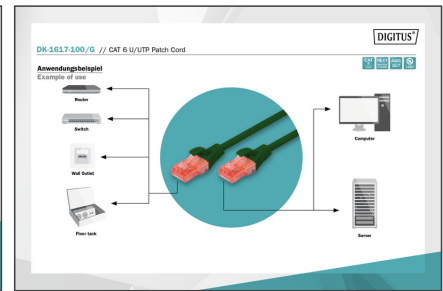 DIGITUS®
DK-1617-100/G // CAT 6 U/UTP Patch Cord
Anwendungsbeispiel
Example of use
Router
Switch
Wall Outlet
Floor tank
Computer
Server